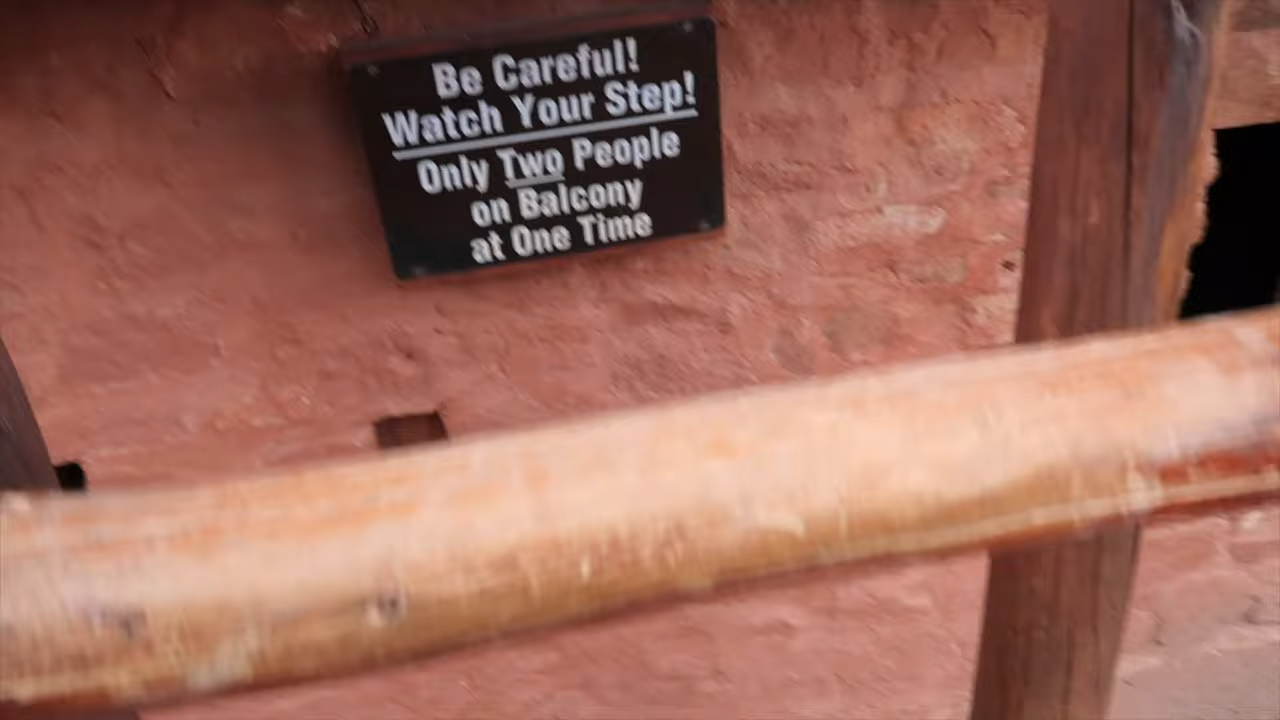 Be Careful!
Watch Your Step!
Only Two People
on Balcony
at One Time